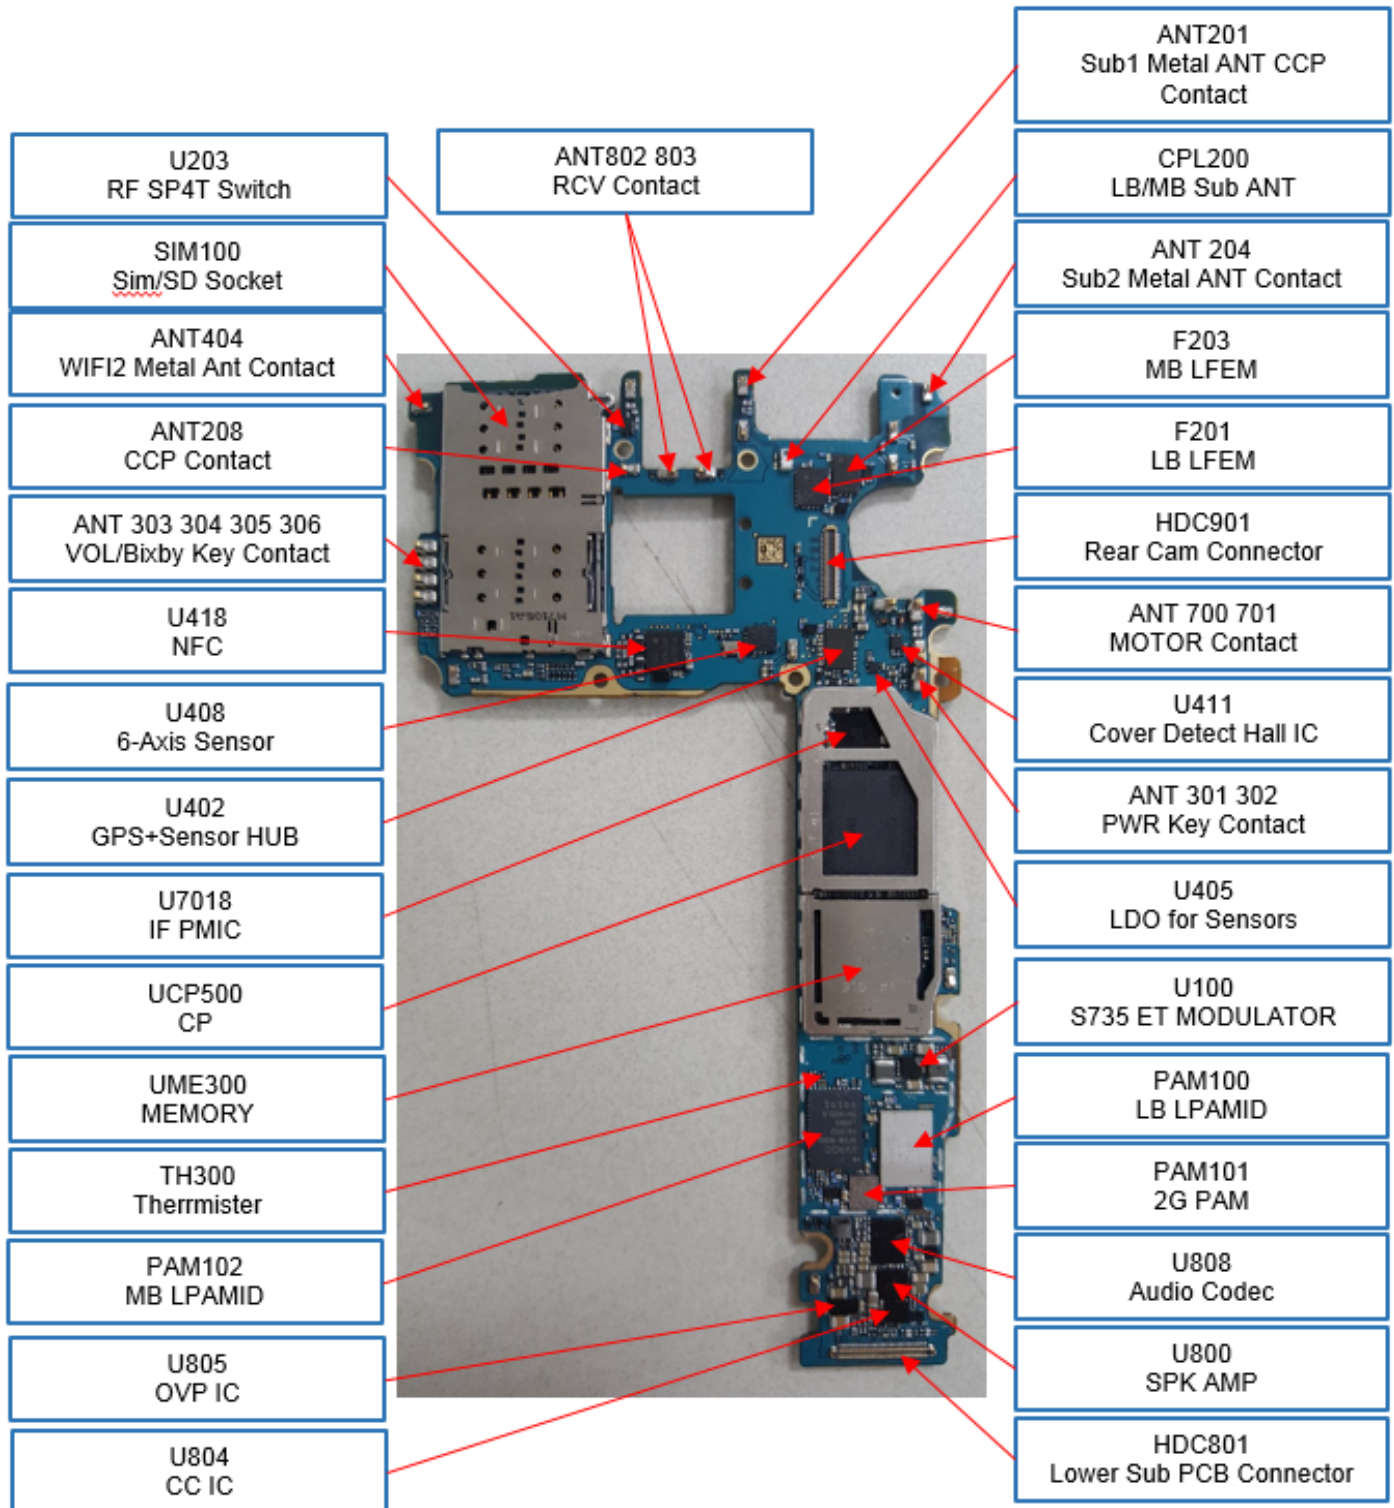 ANT201
Sub1 Metal ANT CCP
Contact
U203
RF SP4T Switch
ANT802 803
RCV Contact
CPL200
LB/MB Sub ANT
SIM100
Sim/SD Socket
ANT 204
Sub2 Metal ANT Contact
ANT404
WIFI2 Metal Ant Contact
F203
MB LFEM
ANT208
CCP Contact
F201
LB LFEM
ANT 303 304 305 306
VOL/Bixby Key Contact
HDC901
Rear Cam Connector
U418
NFC
ANT 700 701
MOTOR Contact
U408
6-Axis Sensor
U411
Cover Detect Hall IC
U402
GPS+Sensor HUB
ANT 301 302
PWR Key Contact
U7018
IF PMIC
U405
LDO for Sensors
UCP500
CP
U100
S735 ET MODULATOR
UME300
MEMORY
PAM100
LB LPAMID
TH300
Therrmister
PAM101
2G PAM
PAM102
MB LPAMID
U808
Audio Codec
U805
OVP IC
U800
SPK AMP
U804
CC IC
HDC801
Lower Sub PCB Connector